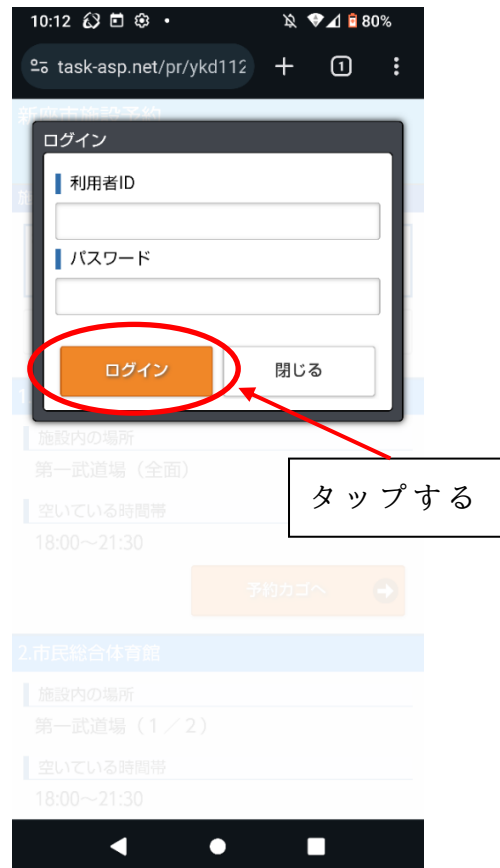 10:12
80%
task-asp.net/pr/ykd112
1
新座市施設予約
ログイン
利用者ID
パスワード
ログイン
閉じる
タップする
施設内の場所
第一武道場（全面）
空いている時間帯
18:00～21:30
予約カゴへ
2.市民総合体育館
施設内の場所
第一武道場（１／２）
空いている時間帯
18:00～21:30